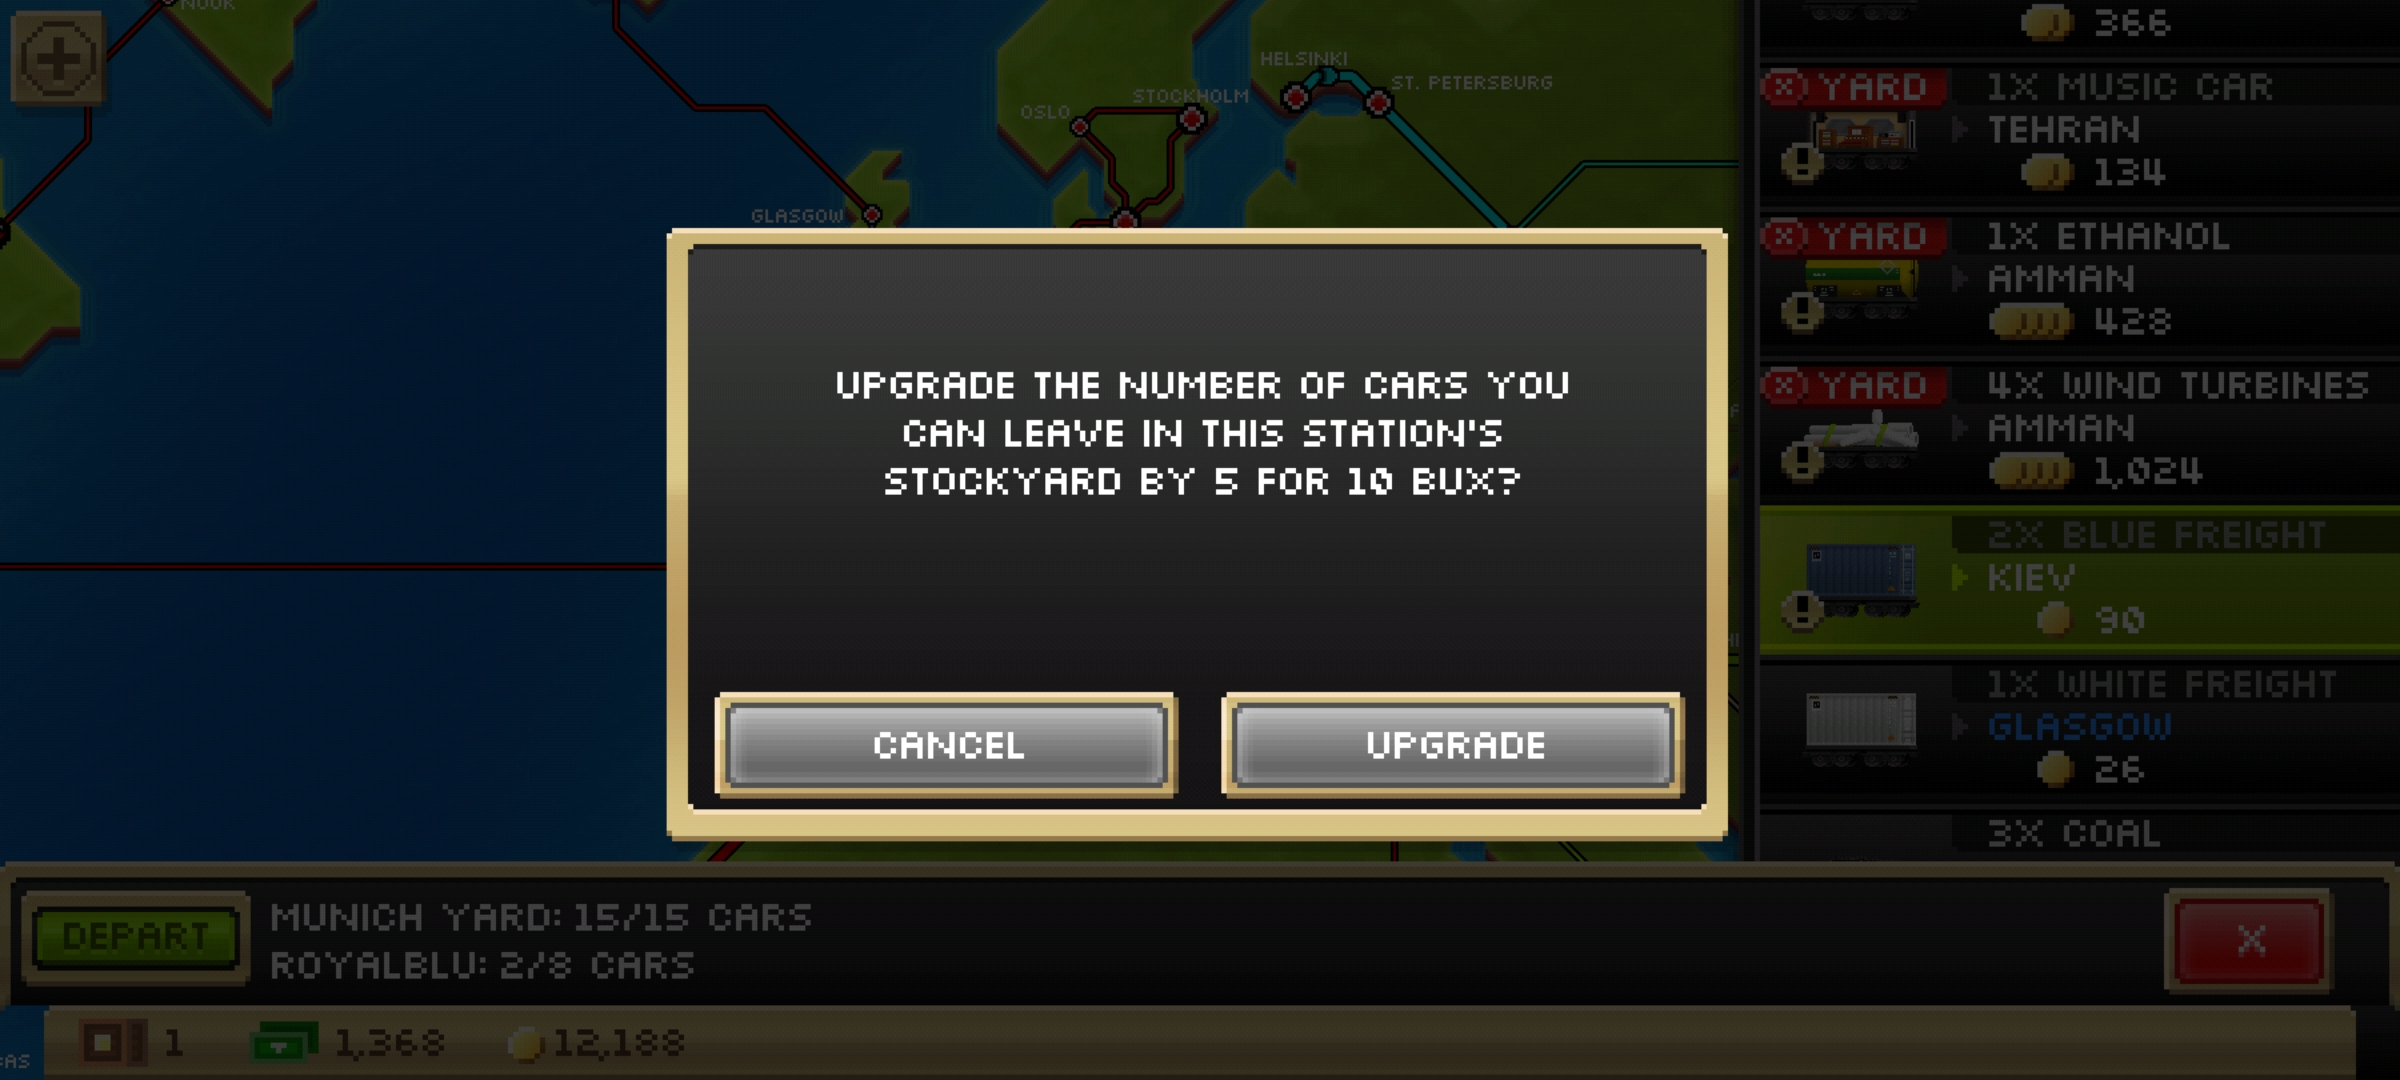 NUUK
HELSINKI
ST. PETERSBURG
STOCKHOLM
OSLO
GLASGOW
366
YARD
1X MUSIC CAR
TEHRAN
134
YARD
1X ETHANOL
AMMAN
428
YARD
4X WIND TURBINES
AMMAN
1,024
2X BLUE FREIGHT
KIEV
90
1X WHITE FREIGHT
GLASGOW
26
3X COAL
UPGRADE THE NUMBER OF CARS YOU
CAN LEAVE IN THIS STATION'S
STOCKYARD BY 5 FOR 10 BUX?
CANCEL
UPGRADE
DEPART
MUNICH YARD: 15/15 CARS
ROYALBLU: 2/8 CARS
X
1
1,368
12,188